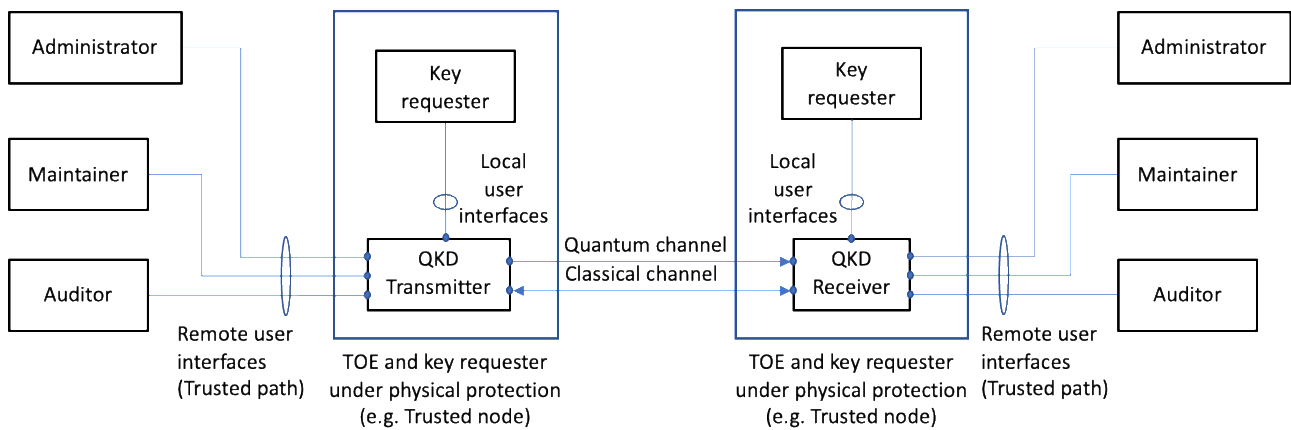 Administrator
Maintainer
Auditor
Remote user
interfaces
(Trusted path)
Key
requester
Local
user
interfaces
QKD
Transmitter
TOE and key requester
under physical protection
(e.g. Trusted node)
Quantum channel
Classical channel
Key
requester
Local
user
interfaces
QKD
Receiver
TOE and key requester
under physical protection
(e.g. Trusted node)
Administrator
Maintainer
Auditor
Remote user
interfaces
(Trusted path)